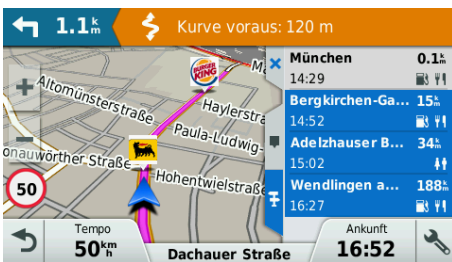 1.1 km
Kurve voraus: 120 m
BURGER KING
Altomünsterstraße
Haylerstra
Paula-Ludwig-
onauwörther Straße
Hohentwielstraße
50
München 0.1 km
14:29
Bergkirchen-Ga... 15 km
14:52
Adelzhauser B... 34 km
15:02
Wendlingen a... 188 km
16:27
Tempo
50 km h
Dachauer Straße
Ankunft
16:52